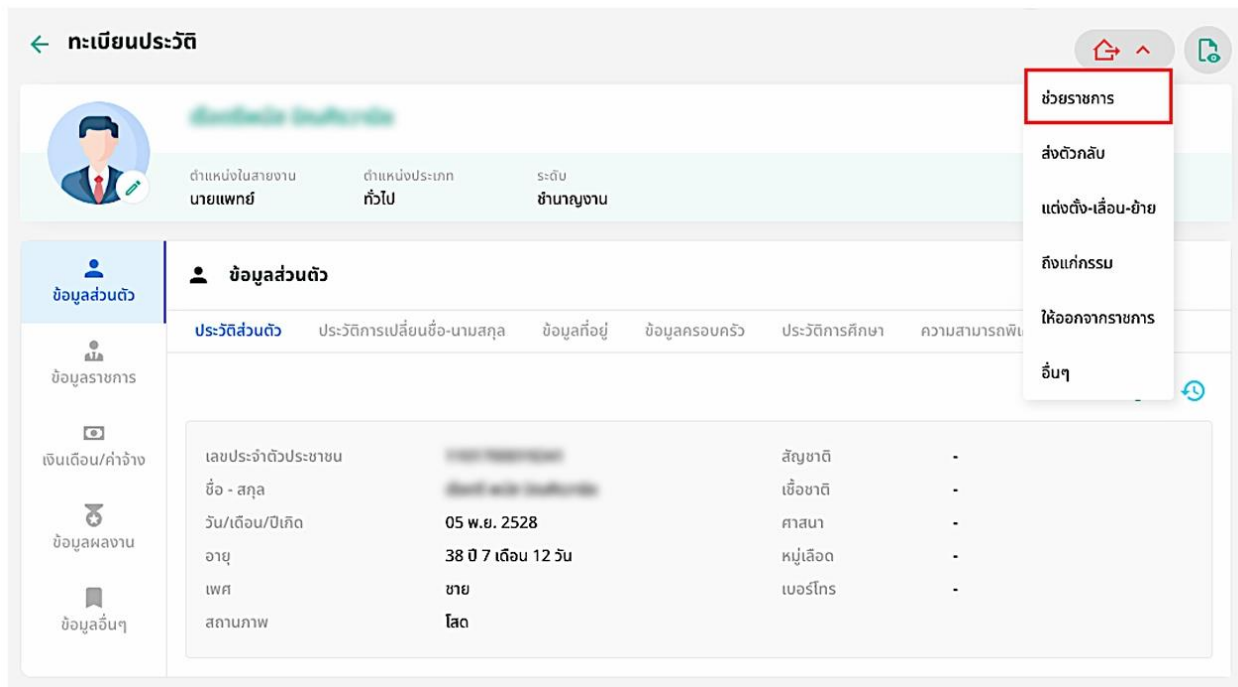 ทะเบียนประวัติ
ช่วยราชการ
ส่งตัวกลับ
แต่งตั้ง-เลื่อน-ย้าย
ถึงแก่กรรม
ให้ออกจากราชการ
อื่นๆ
ตำแหน่งในสายงาน ตำแหน่งประเภท ระดับ
นายแพทย์ ทั่วไป ชำนาญงาน
ข้อมูลส่วนตัว
ข้อมูลราชการ
เงินเดือน/ค่าจ้าง
ข้อมูลผลงาน
ข้อมูลอื่นๆ
ข้อมูลส่วนตัว
ประวัติส่วนตัว ประวัติการเปลี่ยนชื่อ-นามสกุล ข้อมูลที่อยู่ ข้อมูลครอบครัว ประวัติการศึกษา
เลขประจำตัวประชาชน สัญชาติ -
ชื่อ - สกุล เชื้อชาติ -
วัน/เดือน/ปีเกิด 05 พ.ย. 2528 ศาสนา -
อายุ 38 ปี 7 เดือน 12 วัน หมู่เลือด -
เพศ ชาย เบอร์โทร -
สถานภาพ โสด